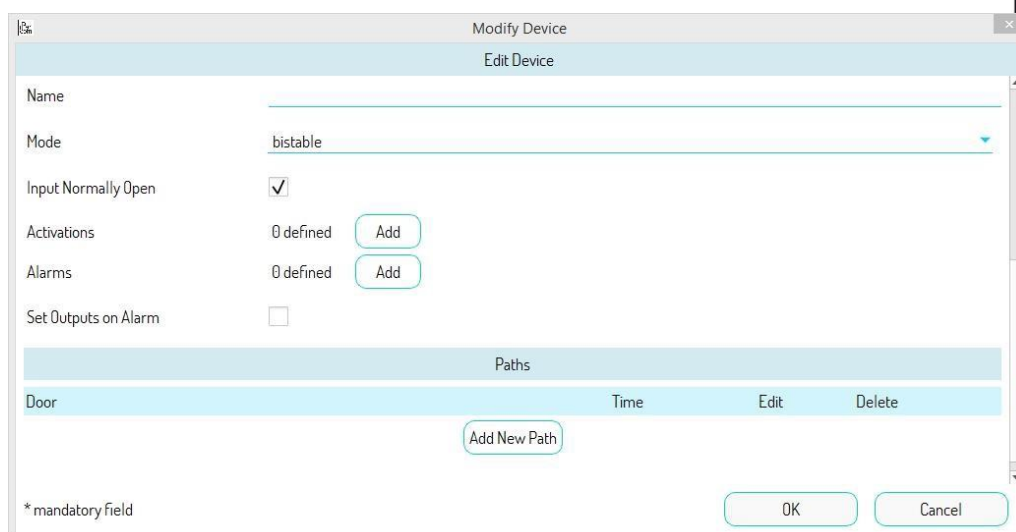 Modify Device
Edit Device
Name
Mode bistable
Input Normally Open
Activations 0 defined Add
Alarms 0 defined Add
Set Outputs on Alarm
Paths
Door Time Edit Delete
Add New Path
* mandatory field OK Cancel